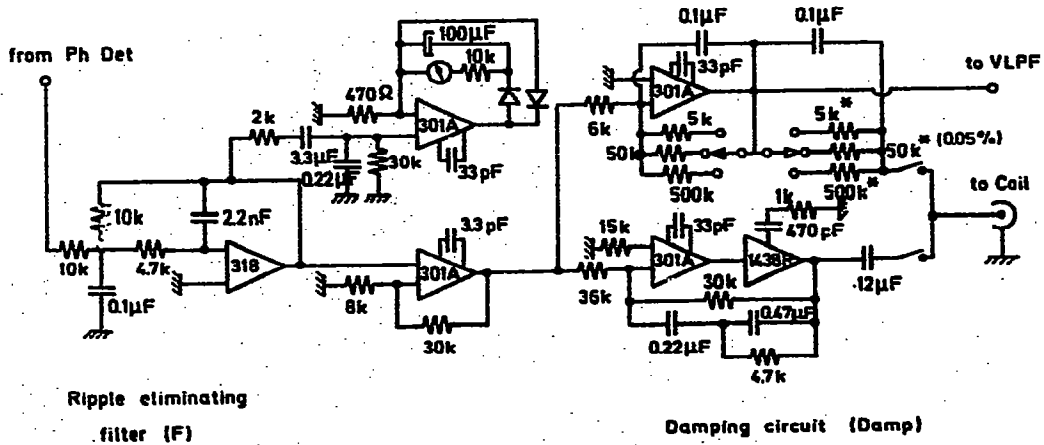 from Ph Det
100µF
10k
470Ω
301A
2k
3.3µF
0.22µF
30k
33pF
10k
2.2nF
10k
4.7k
318
0.1µF
3.3pF
301A
8k
30k
Ripple eliminating
filter (F)
0.1µF
0.1µF
33pF
301A
to VLPF
6k
5k
5k*
50k
50k* (0.05%)
500k
500k*
to Coil
1k
470pF
15k
33pF
301A
1438
36k
30k
.12µF
0.47µF
0.22µF
4.7k
Damping circuit (Damp)